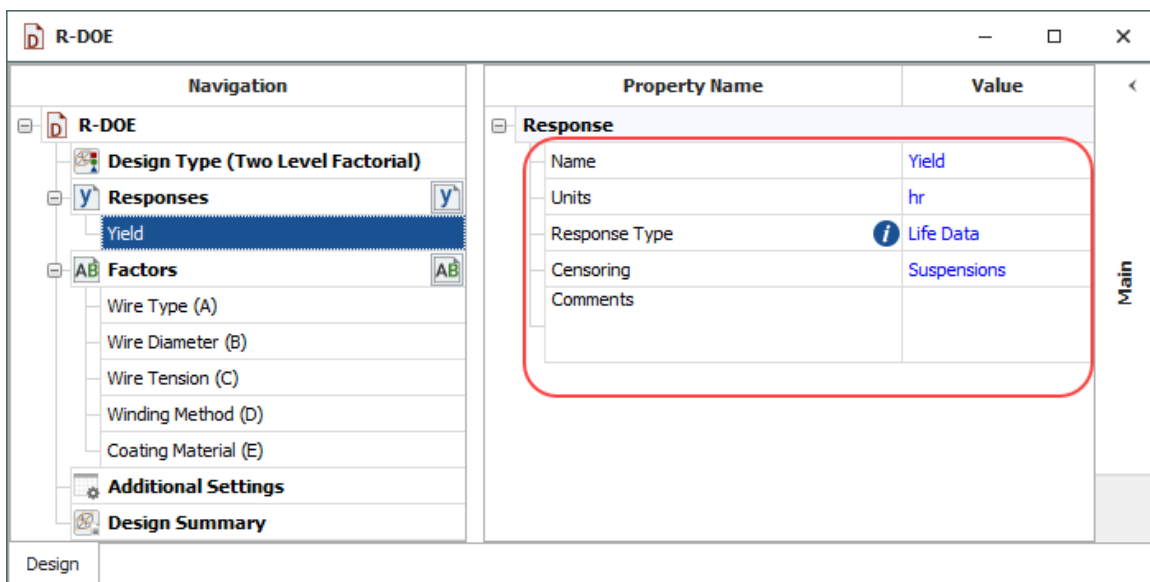 R-DOE
Navigation
Property Name Value
R-DOE
Response
Design Type (Two Level Factorial)
Name Yield
Responses
Units hr
Yield
Response Type Life Data
Factors
Censoring Suspensions
Wire Type (A)
Comments
Wire Diameter (B)
Wire Tension (C)
Winding Method (D)
Coating Material (E)
Additional Settings
Design Summary
Main
Design